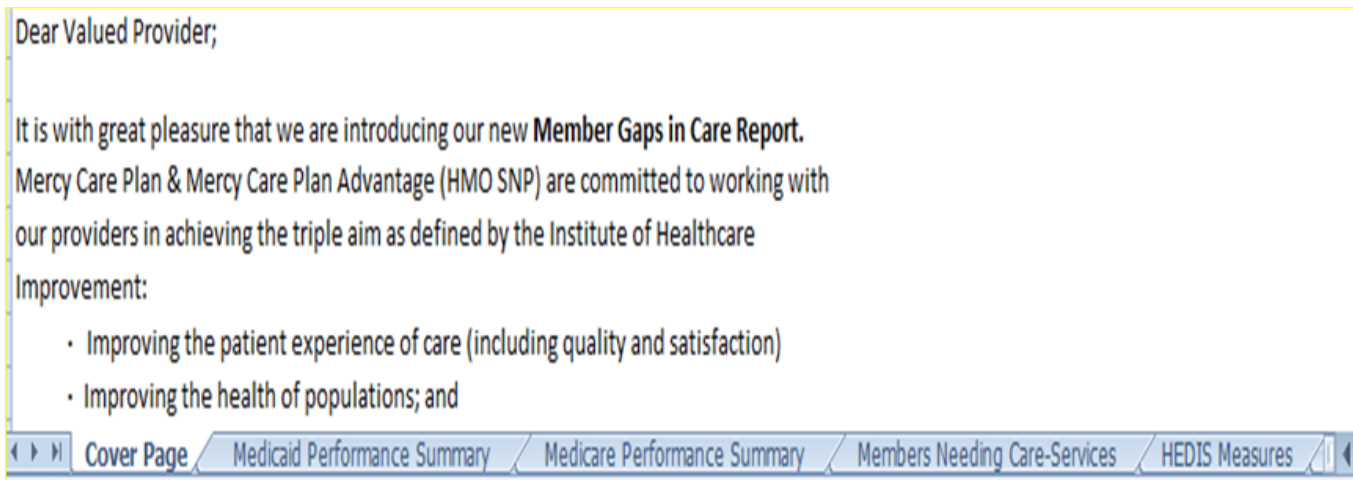 Dear Valued Provider;
It is with great pleasure that we are introducing our new Member Gaps in Care Report.
Mercy Care Plan & Mercy Care Plan Advantage (HMO SNP) are committed to working with
our providers in achieving the triple aim as defined by the Institute of Healthcare
Improvement:
· Improving the patient experience of care (including quality and satisfaction)
· Improving the health of populations; and
Cover Page Medicaid Performance Summary Medicare Performance Summary Members Needing Care-Services HEDIS Measures